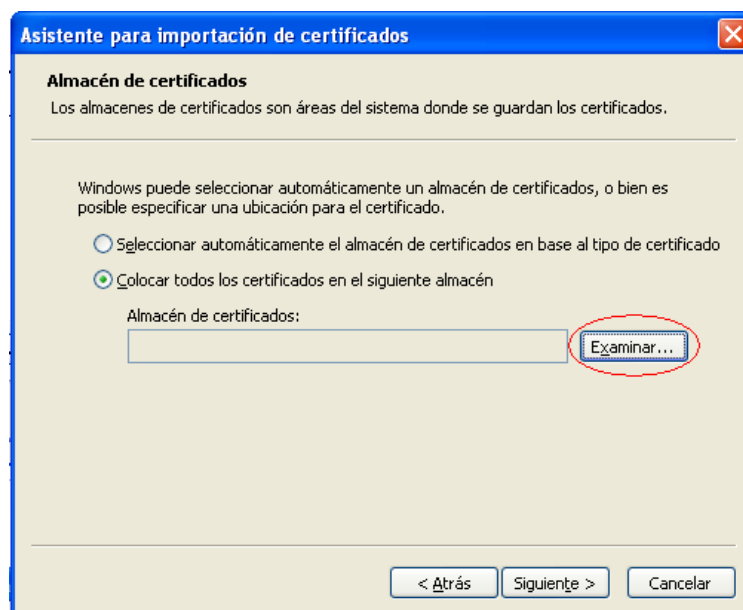 Asistente para importación de certificados
Almacén de certificados
Los almacenes de certificados son áreas del sistema donde se guardan los certificados.
Windows puede seleccionar automáticamente un almacén de certificados, o bien es
posible especificar una ubicación para el certificado.
Seleccionar automáticamente el almacén de certificados en base al tipo de certificado
Colocar todos los certificados en el siguiente almacén
Almacén de certificados:
Examinar...
< Atrás
Siguiente >
Cancelar